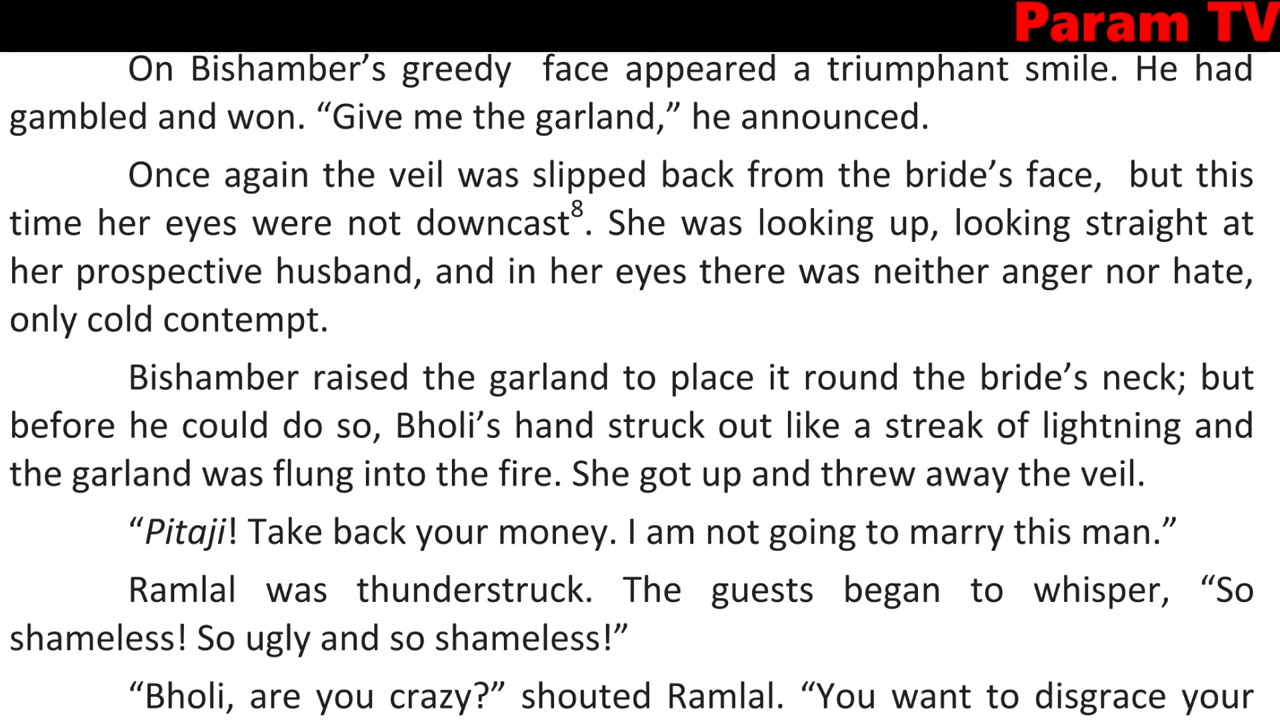 Param TV
On Bishamber’s greedy face appeared a triumphant smile. He had
gambled and won. “Give me the garland,” he announced.
Once again the veil was slipped back from the bride’s face, but this
time her eyes were not downcast⁸. She was looking up, looking straight at
her prospective husband, and in her eyes there was neither anger nor hate,
only cold contempt.
Bishamber raised the garland to place it round the bride’s neck; but
before he could do so, Bholi’s hand struck out like a streak of lightning and
the garland was flung into the fire. She got up and threw away the veil.
“Pitaji! Take back your money. I am not going to marry this man.”
Ramlal was thunderstruck. The guests began to whisper, “So
shameless! So ugly and so shameless!”
“Bholi, are you crazy?” shouted Ramlal. “You want to disgrace your